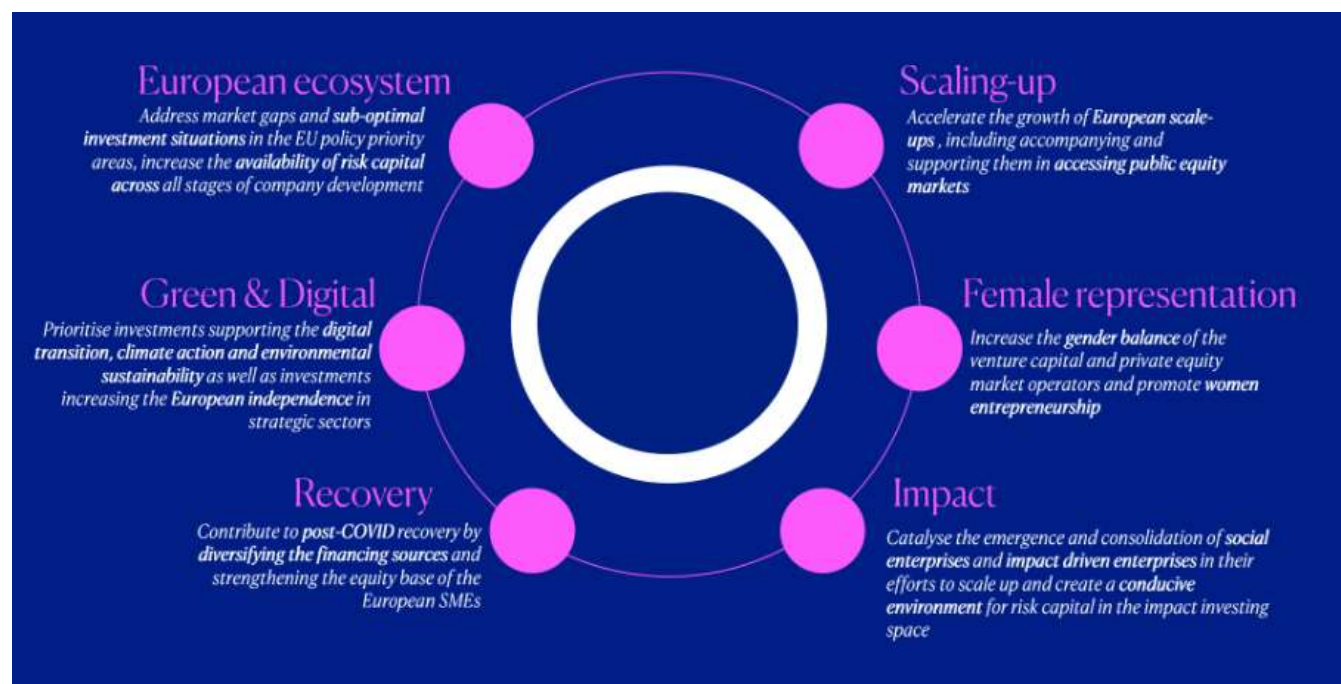 European ecosystem
Address market gaps and sub-optimal
investment situations in the EU policy priority
areas, increase the availability of risk capital
across all stages of company development
Green & Digital
Prioritise investments supporting the digital
transition, climate action and environmental
sustainability as well as investments
increasing the European independence in
strategic sectors
Recovery
Contribute to post-COVID recovery by
diversifying the financing sources and
strengthening the equity base of the
European SMEs
Scaling-up
Accelerate the growth of European scale-
ups , including accompanying and
supporting them in accessing public equity
markets
Female representation
Increase the gender balance of the
venture capital and private equity
market operators and promote women
entrepreneurship
Impact
Catalyse the emergence and consolidation of social
enterprises and impact driven enterprises in their
efforts to scale up and create a conducive
environment for risk capital in the impact investing
space